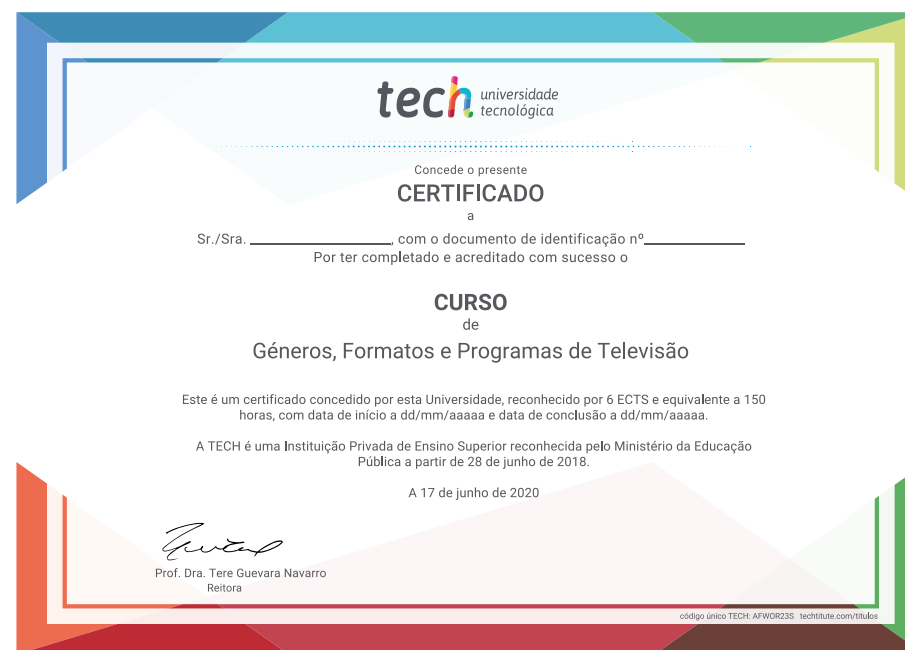 tech universidade
tecnológica
Concede o presente
CERTIFICADO
a
Sr./Sra. _________________, com o documento de identificação nº____________
Por ter completado e acreditado com sucesso o
CURSO
de
Géneros, Formatos e Programas de Televisão
Este é um certificado concedido por esta Universidade, reconhecido por 6 ECTS e equivalente a 150
horas, com data de início a dd/mm/aaaaa e data de conclusão a dd/mm/aaaaa.
A TECH é uma Instituição Privada de Ensino Superior reconhecida pelo Ministério da Educação
Pública a partir de 28 de junho de 2018.
A 17 de junho de 2020
Prof. Dra. Tere Guevara Navarro
Reitora
código único TECH: AFWOR23S techtitute.com/titulos